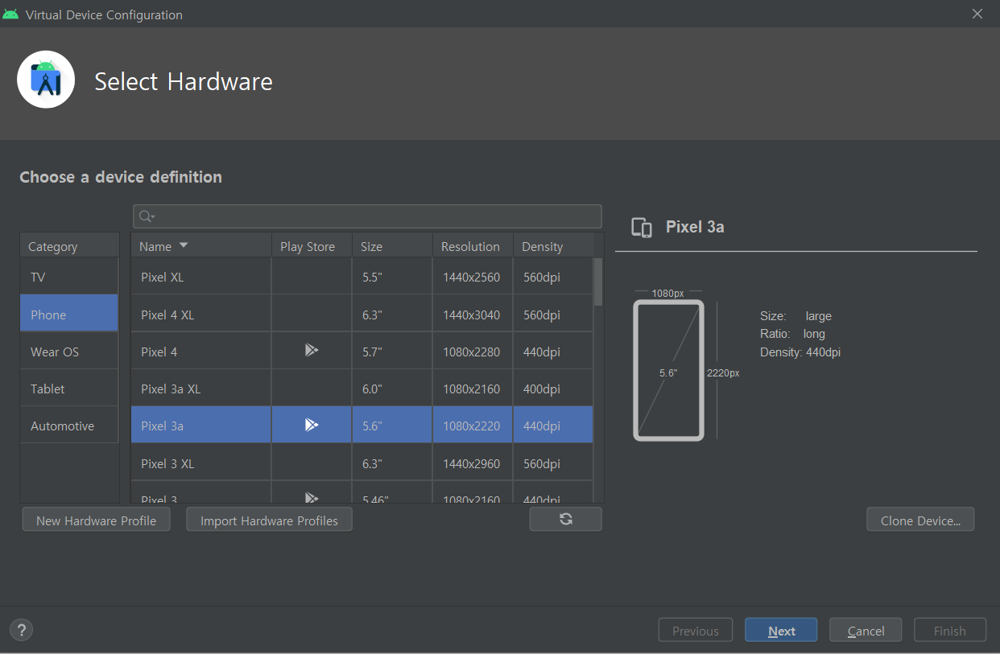 Virtual Device Configuration
Select Hardware
Choose a device definition
Category
TV
Phone
Wear OS
Tablet
Automotive
Name Play Store Size Resolution Density
Pixel XL 5.5" 1440x2560 560dpi
Pixel 4 XL 6.3" 1440x3040 560dpi
Pixel 4 5.7" 1080x2280 440dpi
Pixel 3a XL 6.0" 1080x2160 400dpi
Pixel 3a 5.6" 1080x2220 440dpi
Pixel 3 XL 6.3" 1440x2960 560dpi
Pixel 3 5.46" 1080x2160 440dpi
Pixel 3a
1080px
5.6"
2220px
Size: large
Ratio: long
Density: 440dpi
New Hardware Profile Import Hardware Profiles Clone Device...
? Previous Next Cancel Finish